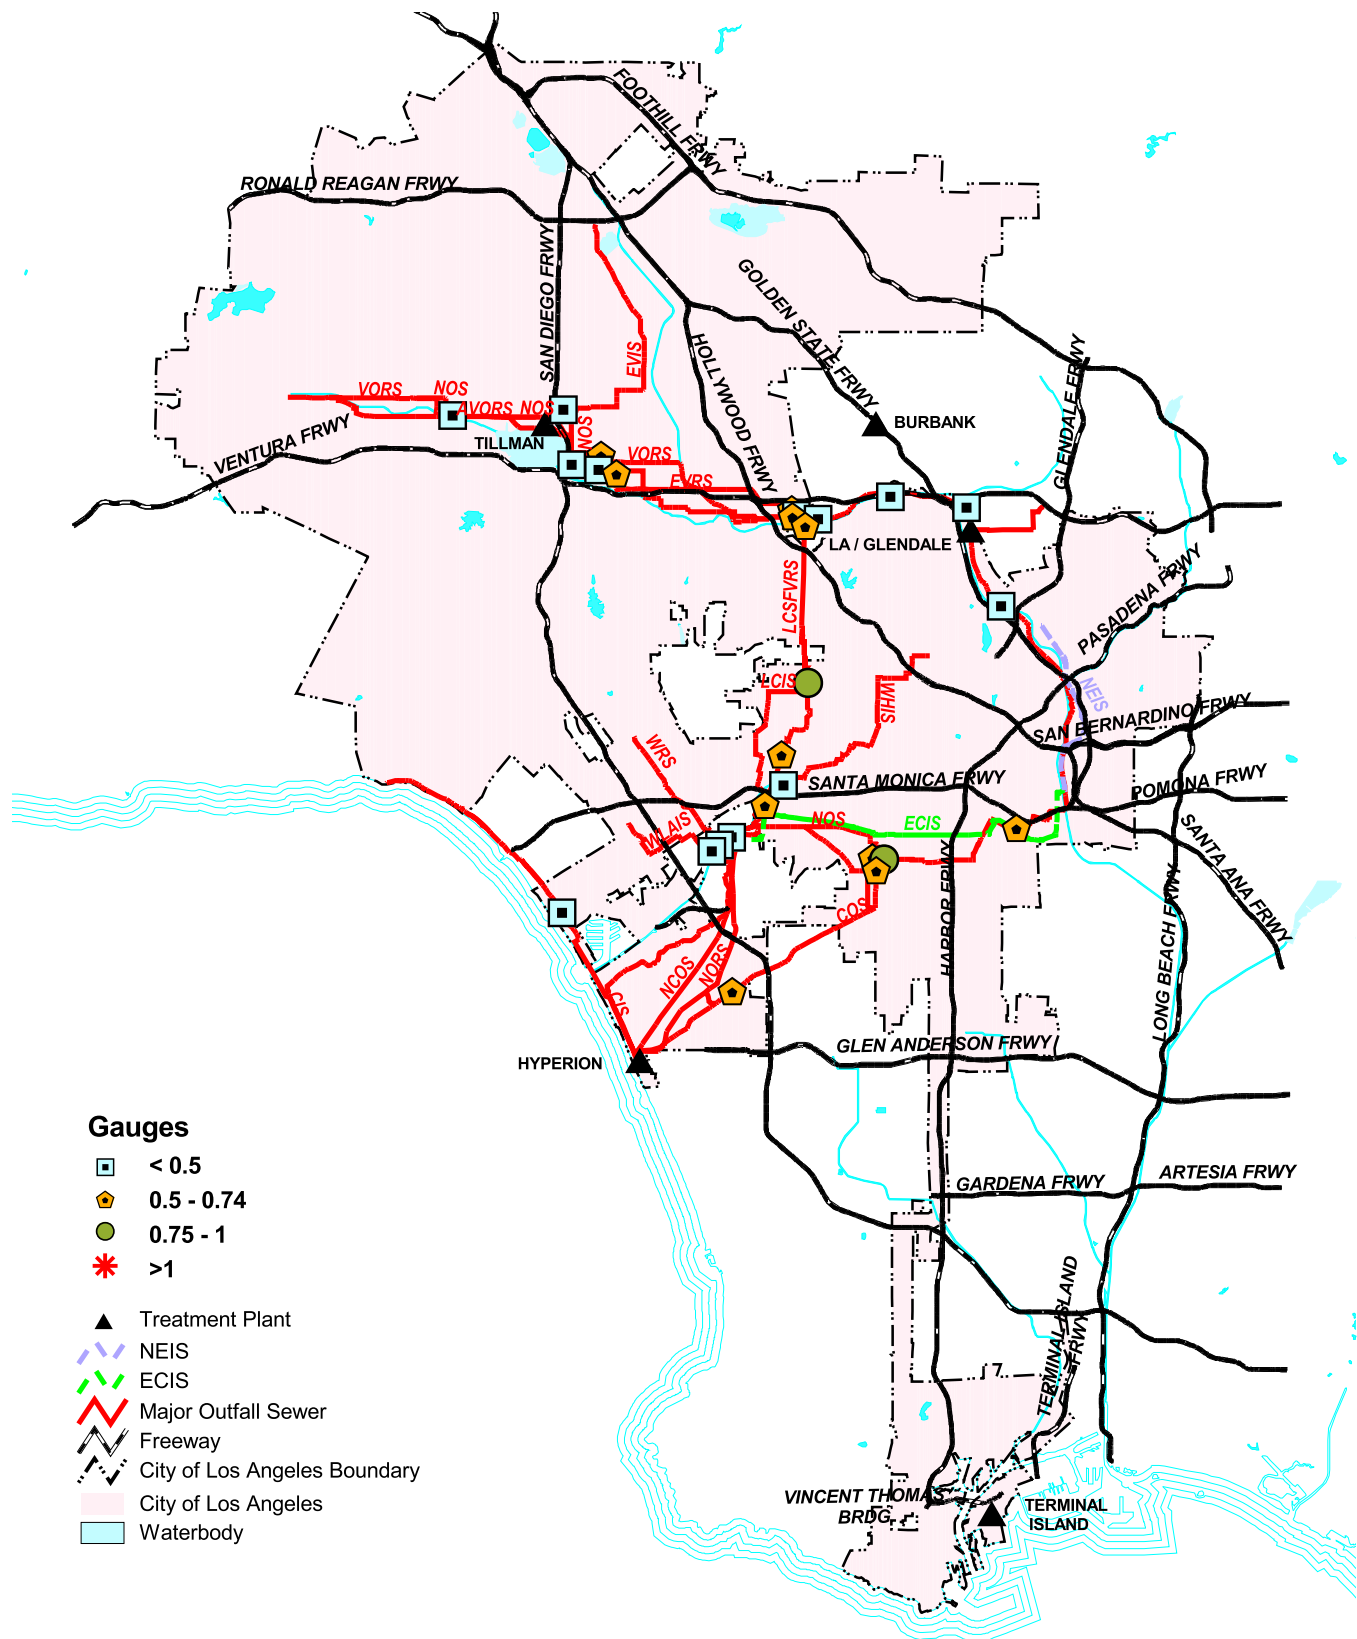 FOOTHILL FRWY
RONALD REAGAN FRWY
SAN DIEGO FRWY
GOLDEN STATE FRWY
HOLLYWOOD FRWY
GLENDALE FRWY
EVIS
VORS
NOS
AVORS
NOS
NOS
BURBANK
TILLMAN
VENTURA FRWY
VORS
EVRS
LA / GLENDALE
PASADENA FRWY
LCSFVRS
LCIS
WHIS
NEIS
SAN BERNARDINO FRWY
WRS
SANTA MONICA FRWY
POMONA FRWY
WLAIS
NOS
ECIS
SANTA ANA FRWY
HARBOR FRWY
LONG BEACH FRWY
COS
NCOS
NORS
CIS
GLEN ANDERSON FRWY
HYPERION
GARDENA FRWY
ARTESIA FRWY
TERMINAL ISLAND
FRWY
VINCENT THOMAS
BRDG
TERMINAL
ISLAND
Gauges
< 0.5
0.5 - 0.74
0.75 - 1
>1
Treatment Plant
NEIS
ECIS
Major Outfall Sewer
Freeway
City of Los Angeles Boundary
City of Los Angeles
Waterbody